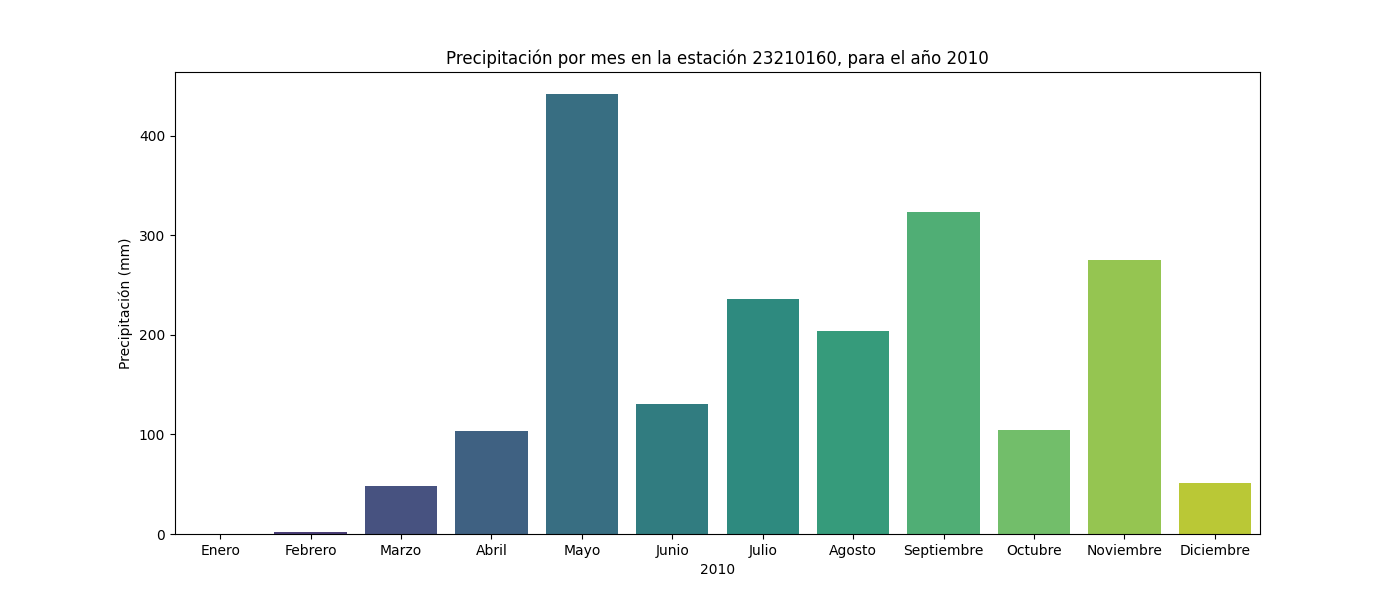 Precipitación por mes en la estación 23210160, para el año 2010
Precipitación (mm)
400
300
200
100
0
Enero Febrero Marzo Abril Mayo Junio Julio Agosto Septiembre Octubre Noviembre Diciembre
2010